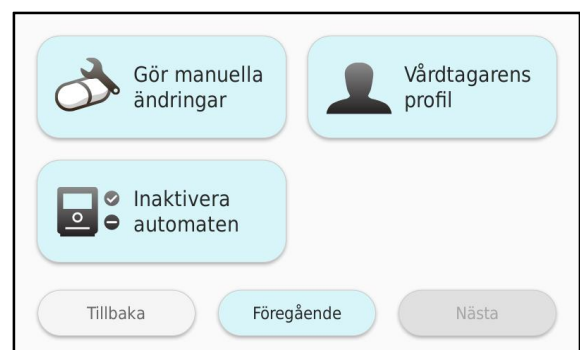 Gör manuella
ändringar
Vårdtagarens
profil
Inaktivera
automaten
Tillbaka
Föregående
Nästa